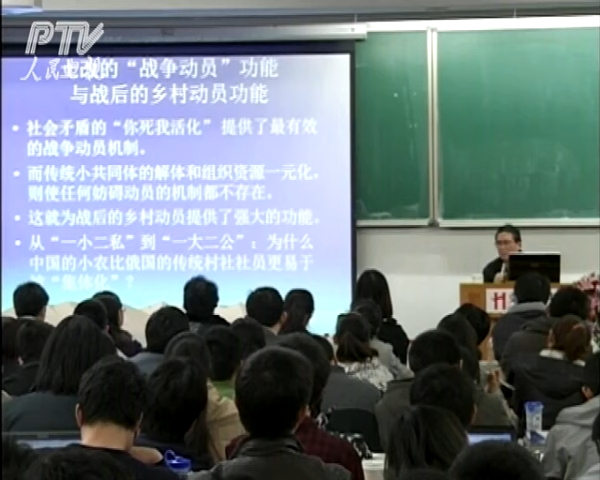 PTV
人民
土改的“战争动员”功能
与战后的乡村动员功能
• 社会矛盾的“你死我活化”提供了最有效
的战争动员机制。
• 而传统小共同体的解体和组织资源一元化，
则使任何妨碍动员的机制都不存在。
• 这就为战后的乡村动员提供了强大的功能。
• 从“一小二私”到“一大二公”：为什么
中国的小农比俄国的传统村社社员更易于
被“集体化”？